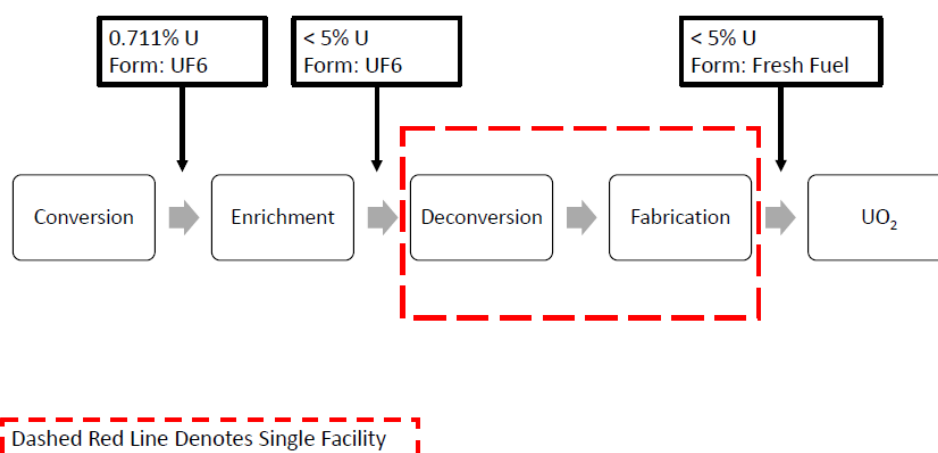 0.711% U
Form: UF6
< 5% U
Form: UF6
< 5% U
Form: Fresh Fuel
Conversion
Enrichment
Deconversion
Fabrication
UO₂
Dashed Red Line Denotes Single Facility